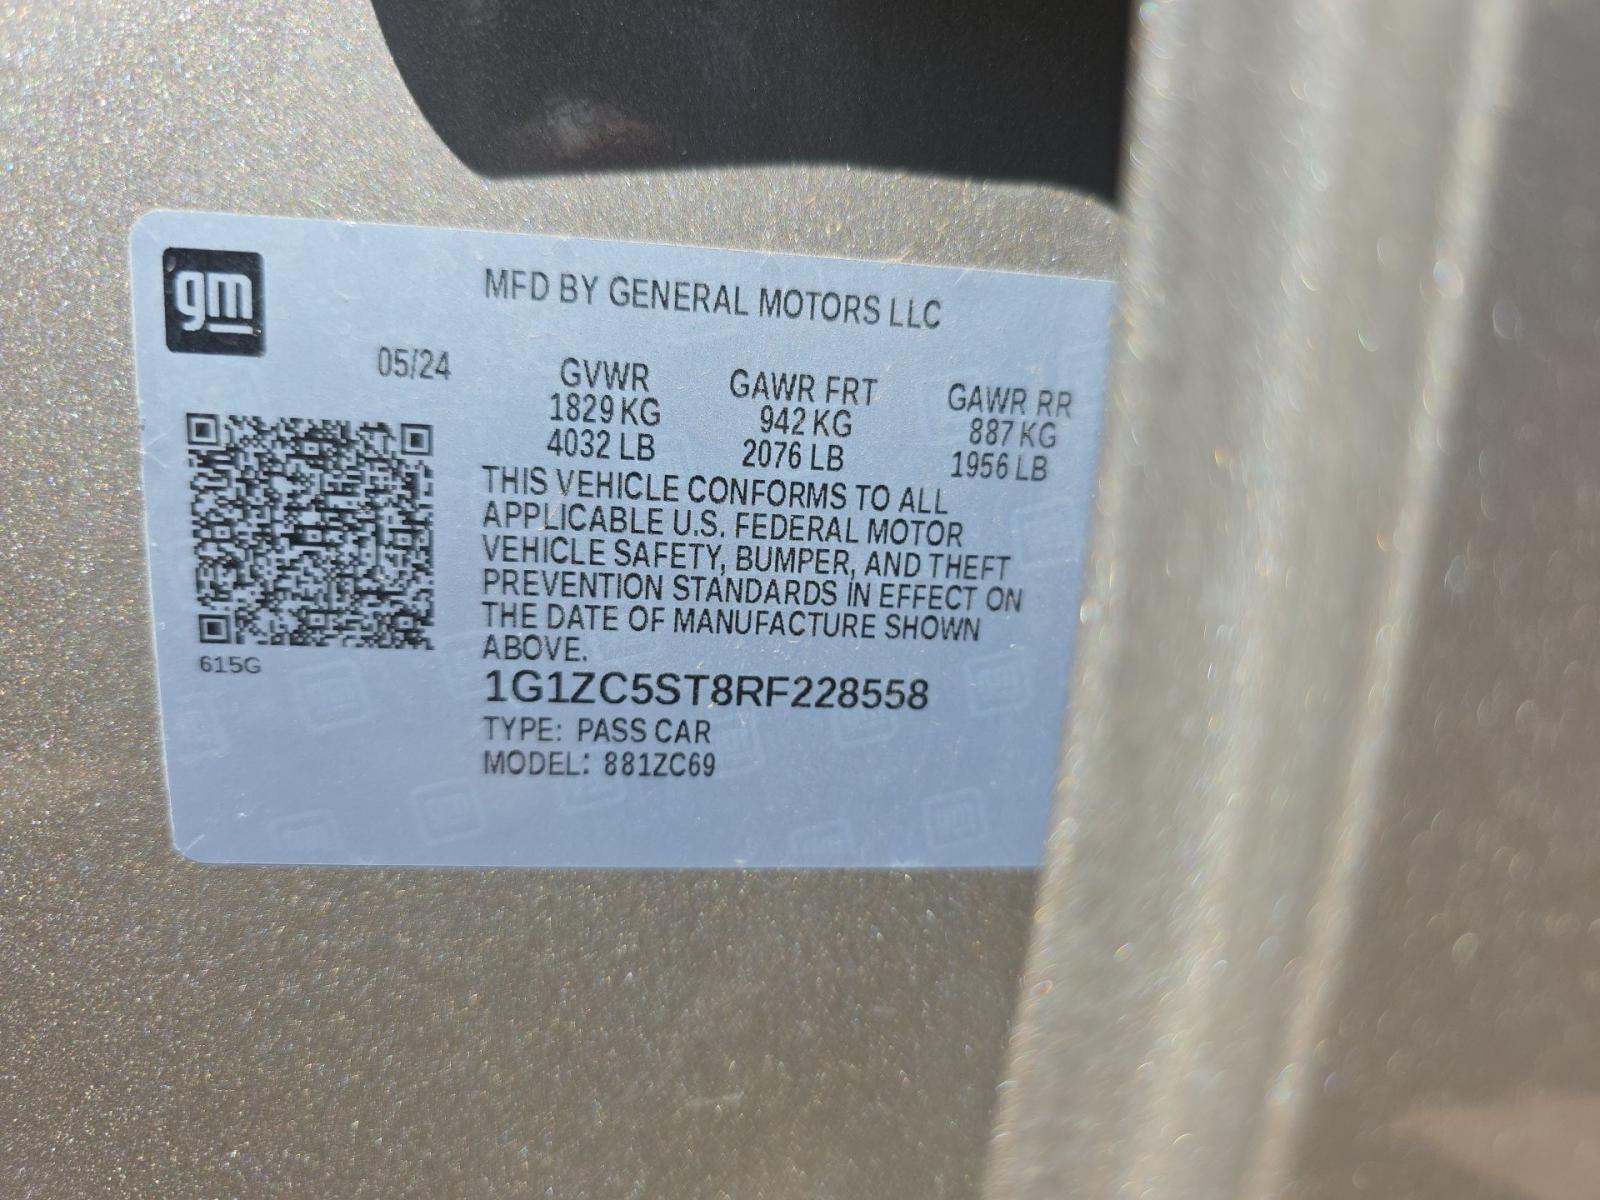 gm
MFD BY GENERAL MOTORS LLC
05/24
GVWR GAWR FRT GAWR RR
1829 KG 942 KG 887 KG
4032 LB 2076 LB 1956 LB
THIS VEHICLE CONFORMS TO ALL
APPLICABLE U.S. FEDERAL MOTOR
VEHICLE SAFETY, BUMPER, AND THEFT
PREVENTION STANDARDS IN EFFECT ON
THE DATE OF MANUFACTURE SHOWN
ABOVE.
615G
1G1ZC5ST8RF228558
TYPE: PASS CAR
MODEL: 881ZC69